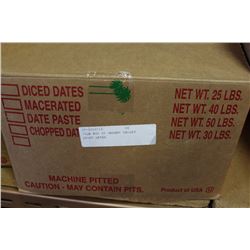 DICED DATES NET WT. 25 LBS.
MACERATED NET WT. 40 LBS.
DATE PASTE NET WT. 50 LBS.
CHOPPED DA NET WT. 30 LBS.
MACHINE PITTED
CAUTION - MAY CONTAIN PITS.
Product of USA